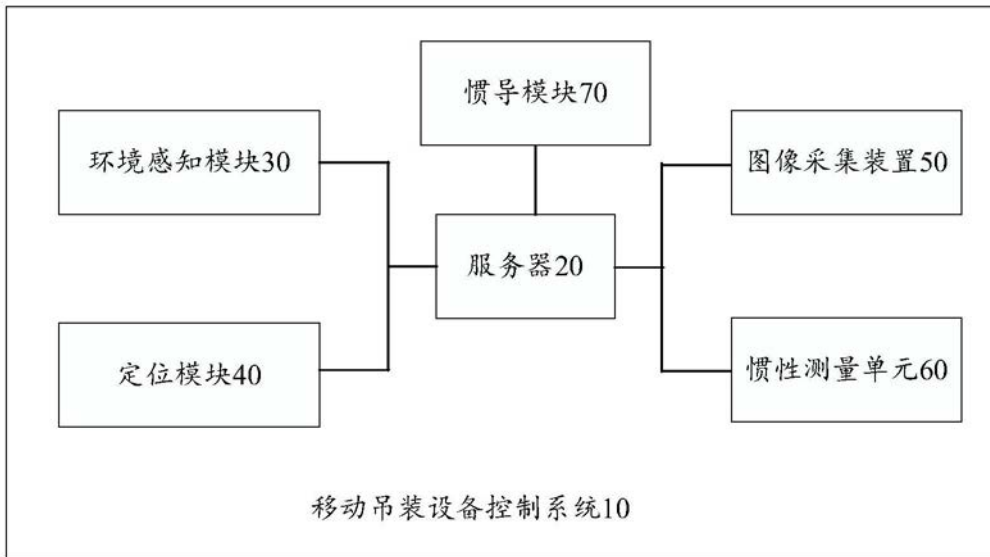 惯导模块70
环境感知模块30
图像采集装置50
服务器20
定位模块40
惯性测量单元60
移动吊装设备控制系统10